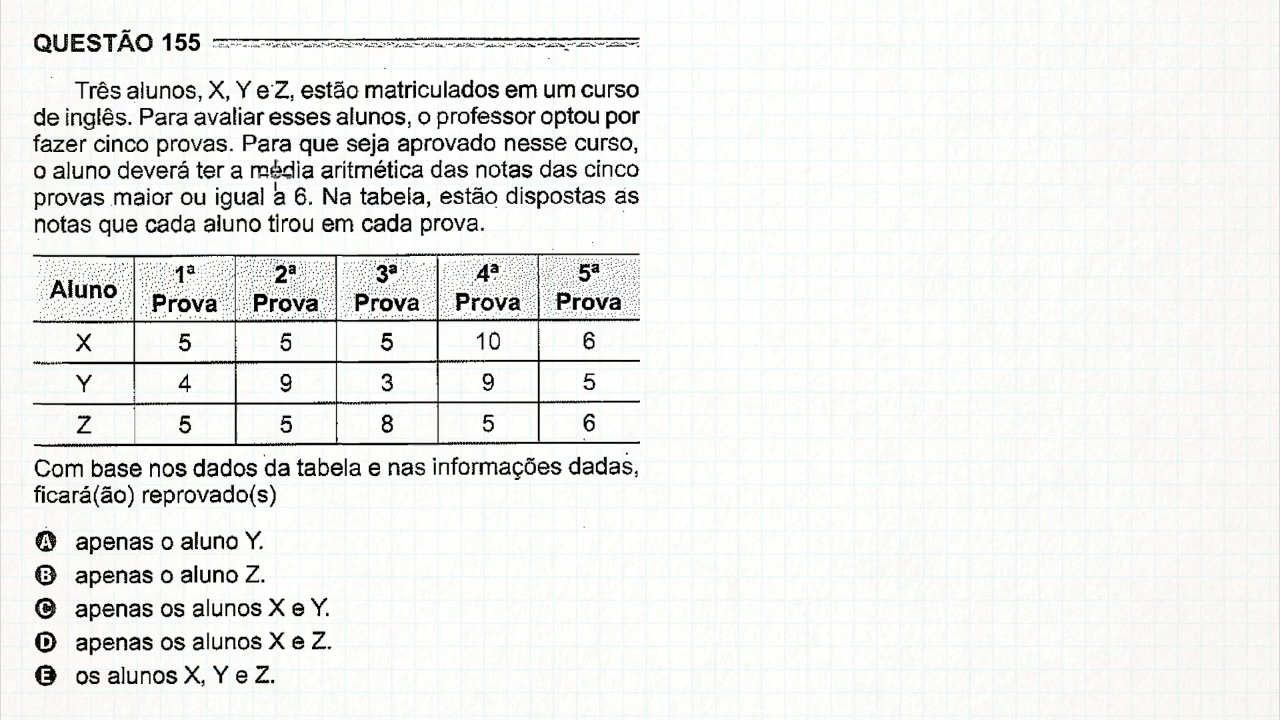 QUESTÃO 155
Três alunos, X, Y e Z, estão matriculados em um curso
de inglês. Para avaliar esses alunos, o professor optou por
fazer cinco provas. Para que seja aprovado nesse curso,
o aluno deverá ter a média aritmética das notas das cinco
provas maior ou igual a 6. Na tabela, estão dispostas as
notas que cada aluno tirou em cada prova.
Aluno 1ª Prova 2ª Prova 3ª Prova 4ª Prova 5ª Prova
X 5 5 5 10 6
Y 4 9 3 9 5
Z 5 5 8 5 6
Com base nos dados da tabela e nas informações dadas,
ficará(ão) reprovado(s)
A apenas o aluno Y.
B apenas o aluno Z.
C apenas os alunos X e Y.
D apenas os alunos X e Z.
E os alunos X, Y e Z.